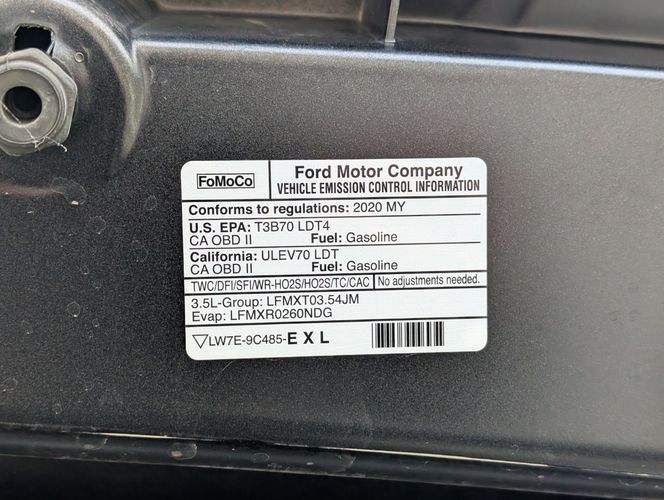 FoMoCo
Ford Motor Company
VEHICLE EMISSION CONTROL INFORMATION
Conforms to regulations: 2020 MY
U.S. EPA: T3B70 LDT4
CA OBD II Fuel: Gasoline
California: ULEV70 LDT
CA OBD II Fuel: Gasoline
TWC/DFI/SFI/WR-HO2S/HO2S/TC/CAC No adjustments needed.
3.5L-Group: LFMXT03.54JM
Evap: LFMXR0260NDG
LW7E-9C485-E X L